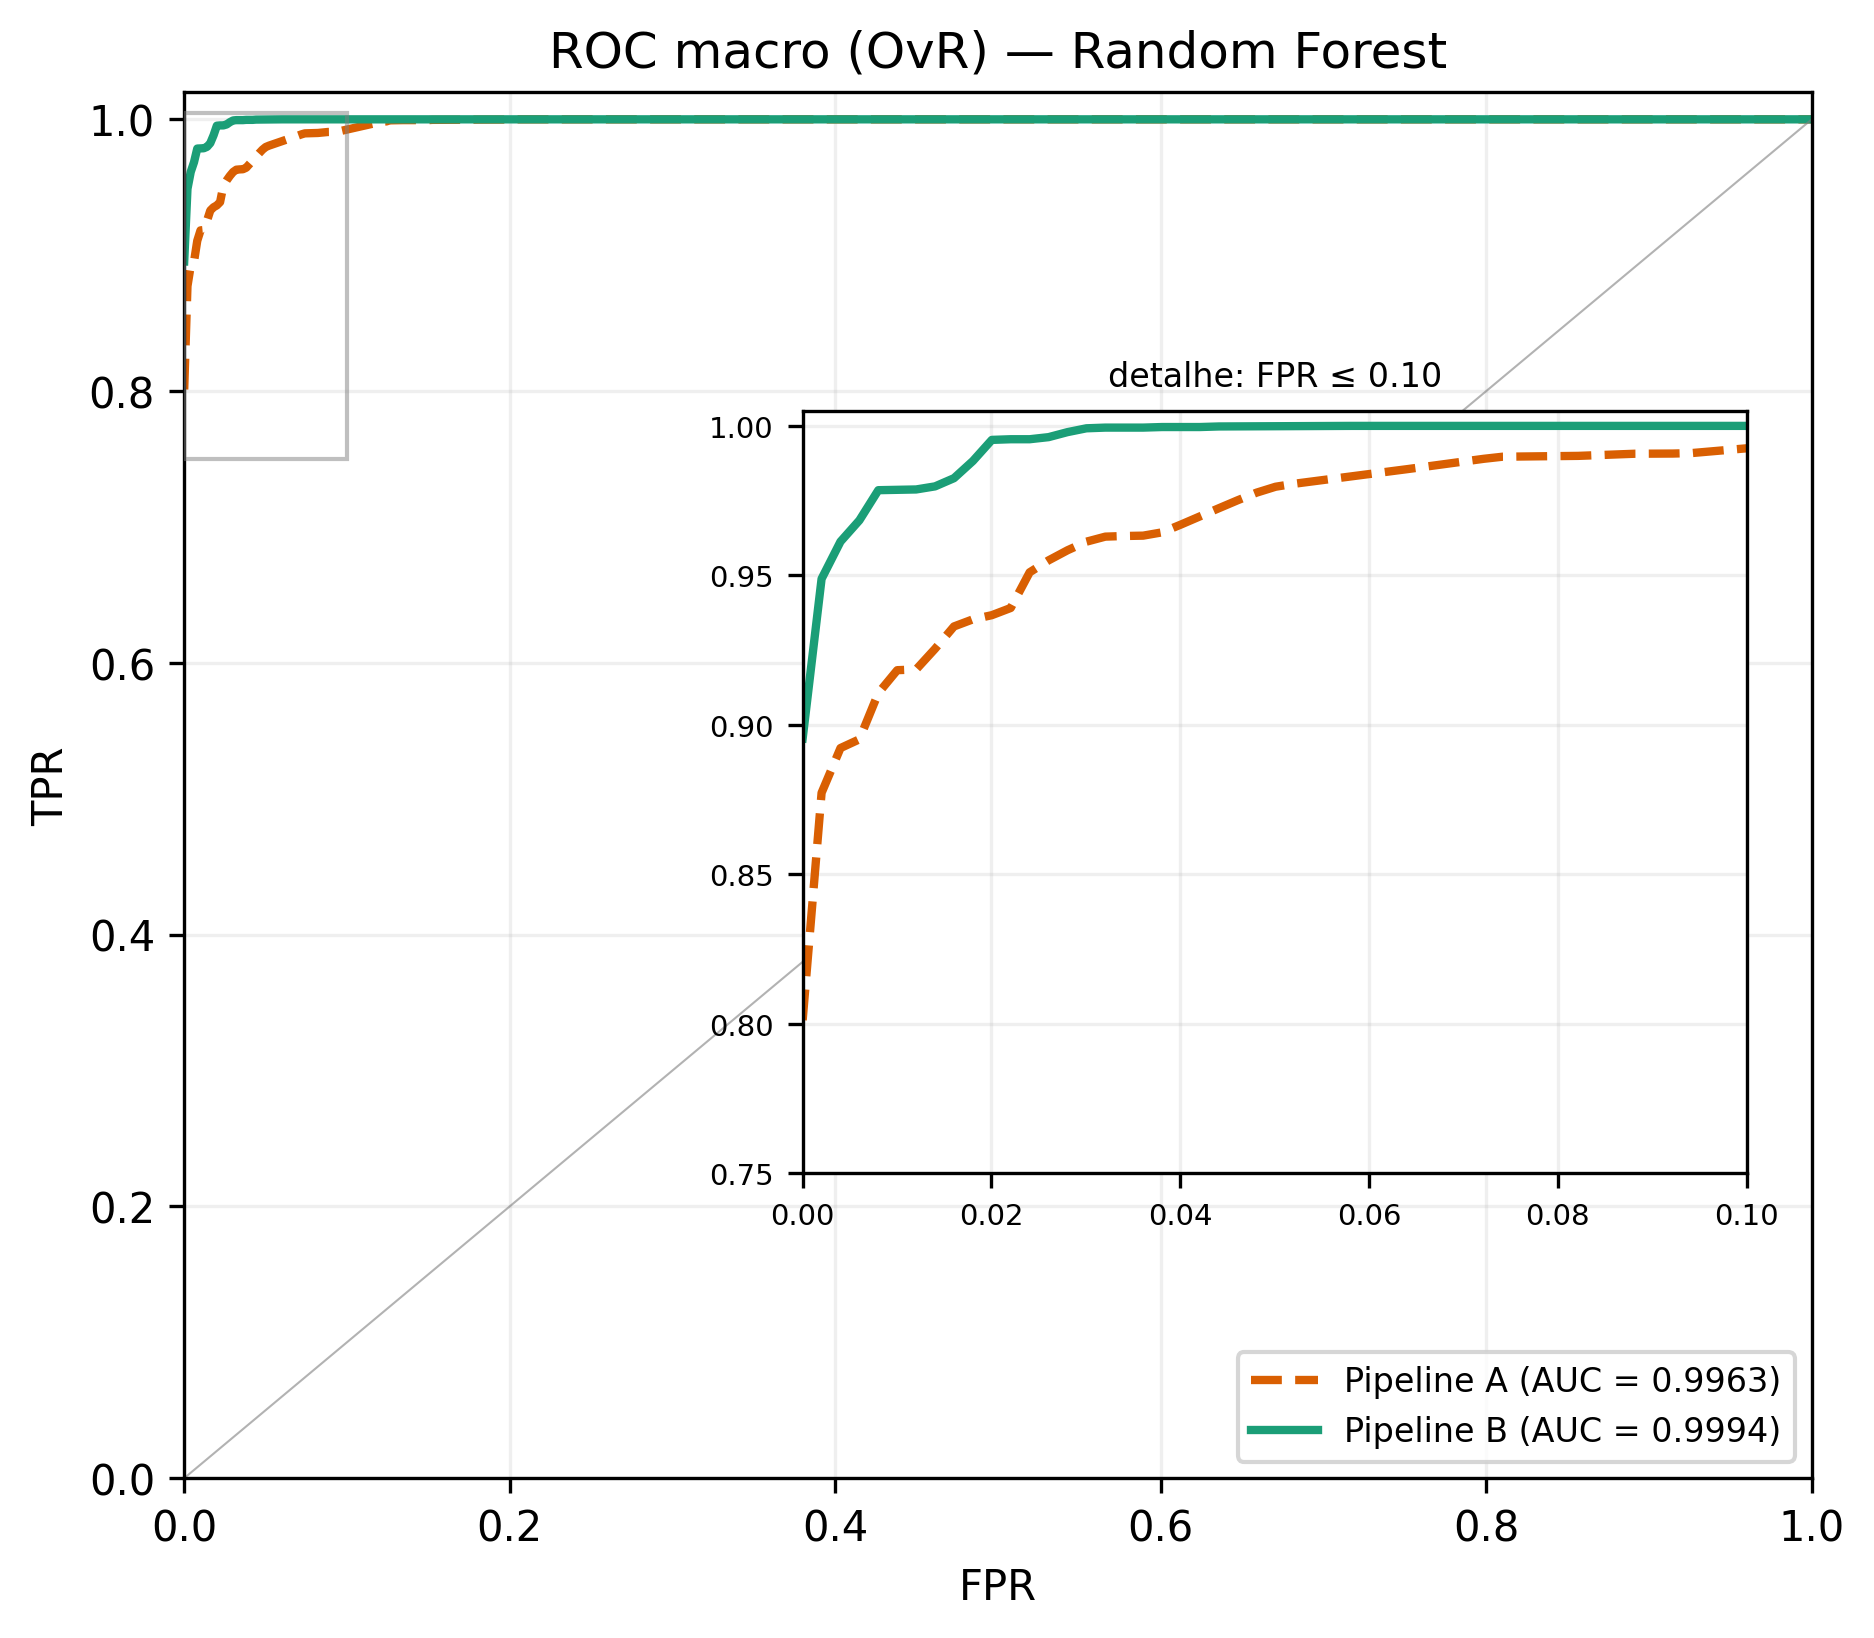 ROC macro (OvR) — Random Forest
1.0
0.8
0.6
0.4
0.2
0.0
TPR
detalhe: FPR ≤ 0.10
1.00
0.95
0.90
0.85
0.80
0.75
0.00 0.02 0.04 0.06 0.08 0.10
Pipeline A (AUC = 0.9963)
Pipeline B (AUC = 0.9994)
0.0 0.2 0.4 0.6 0.8 1.0
FPR